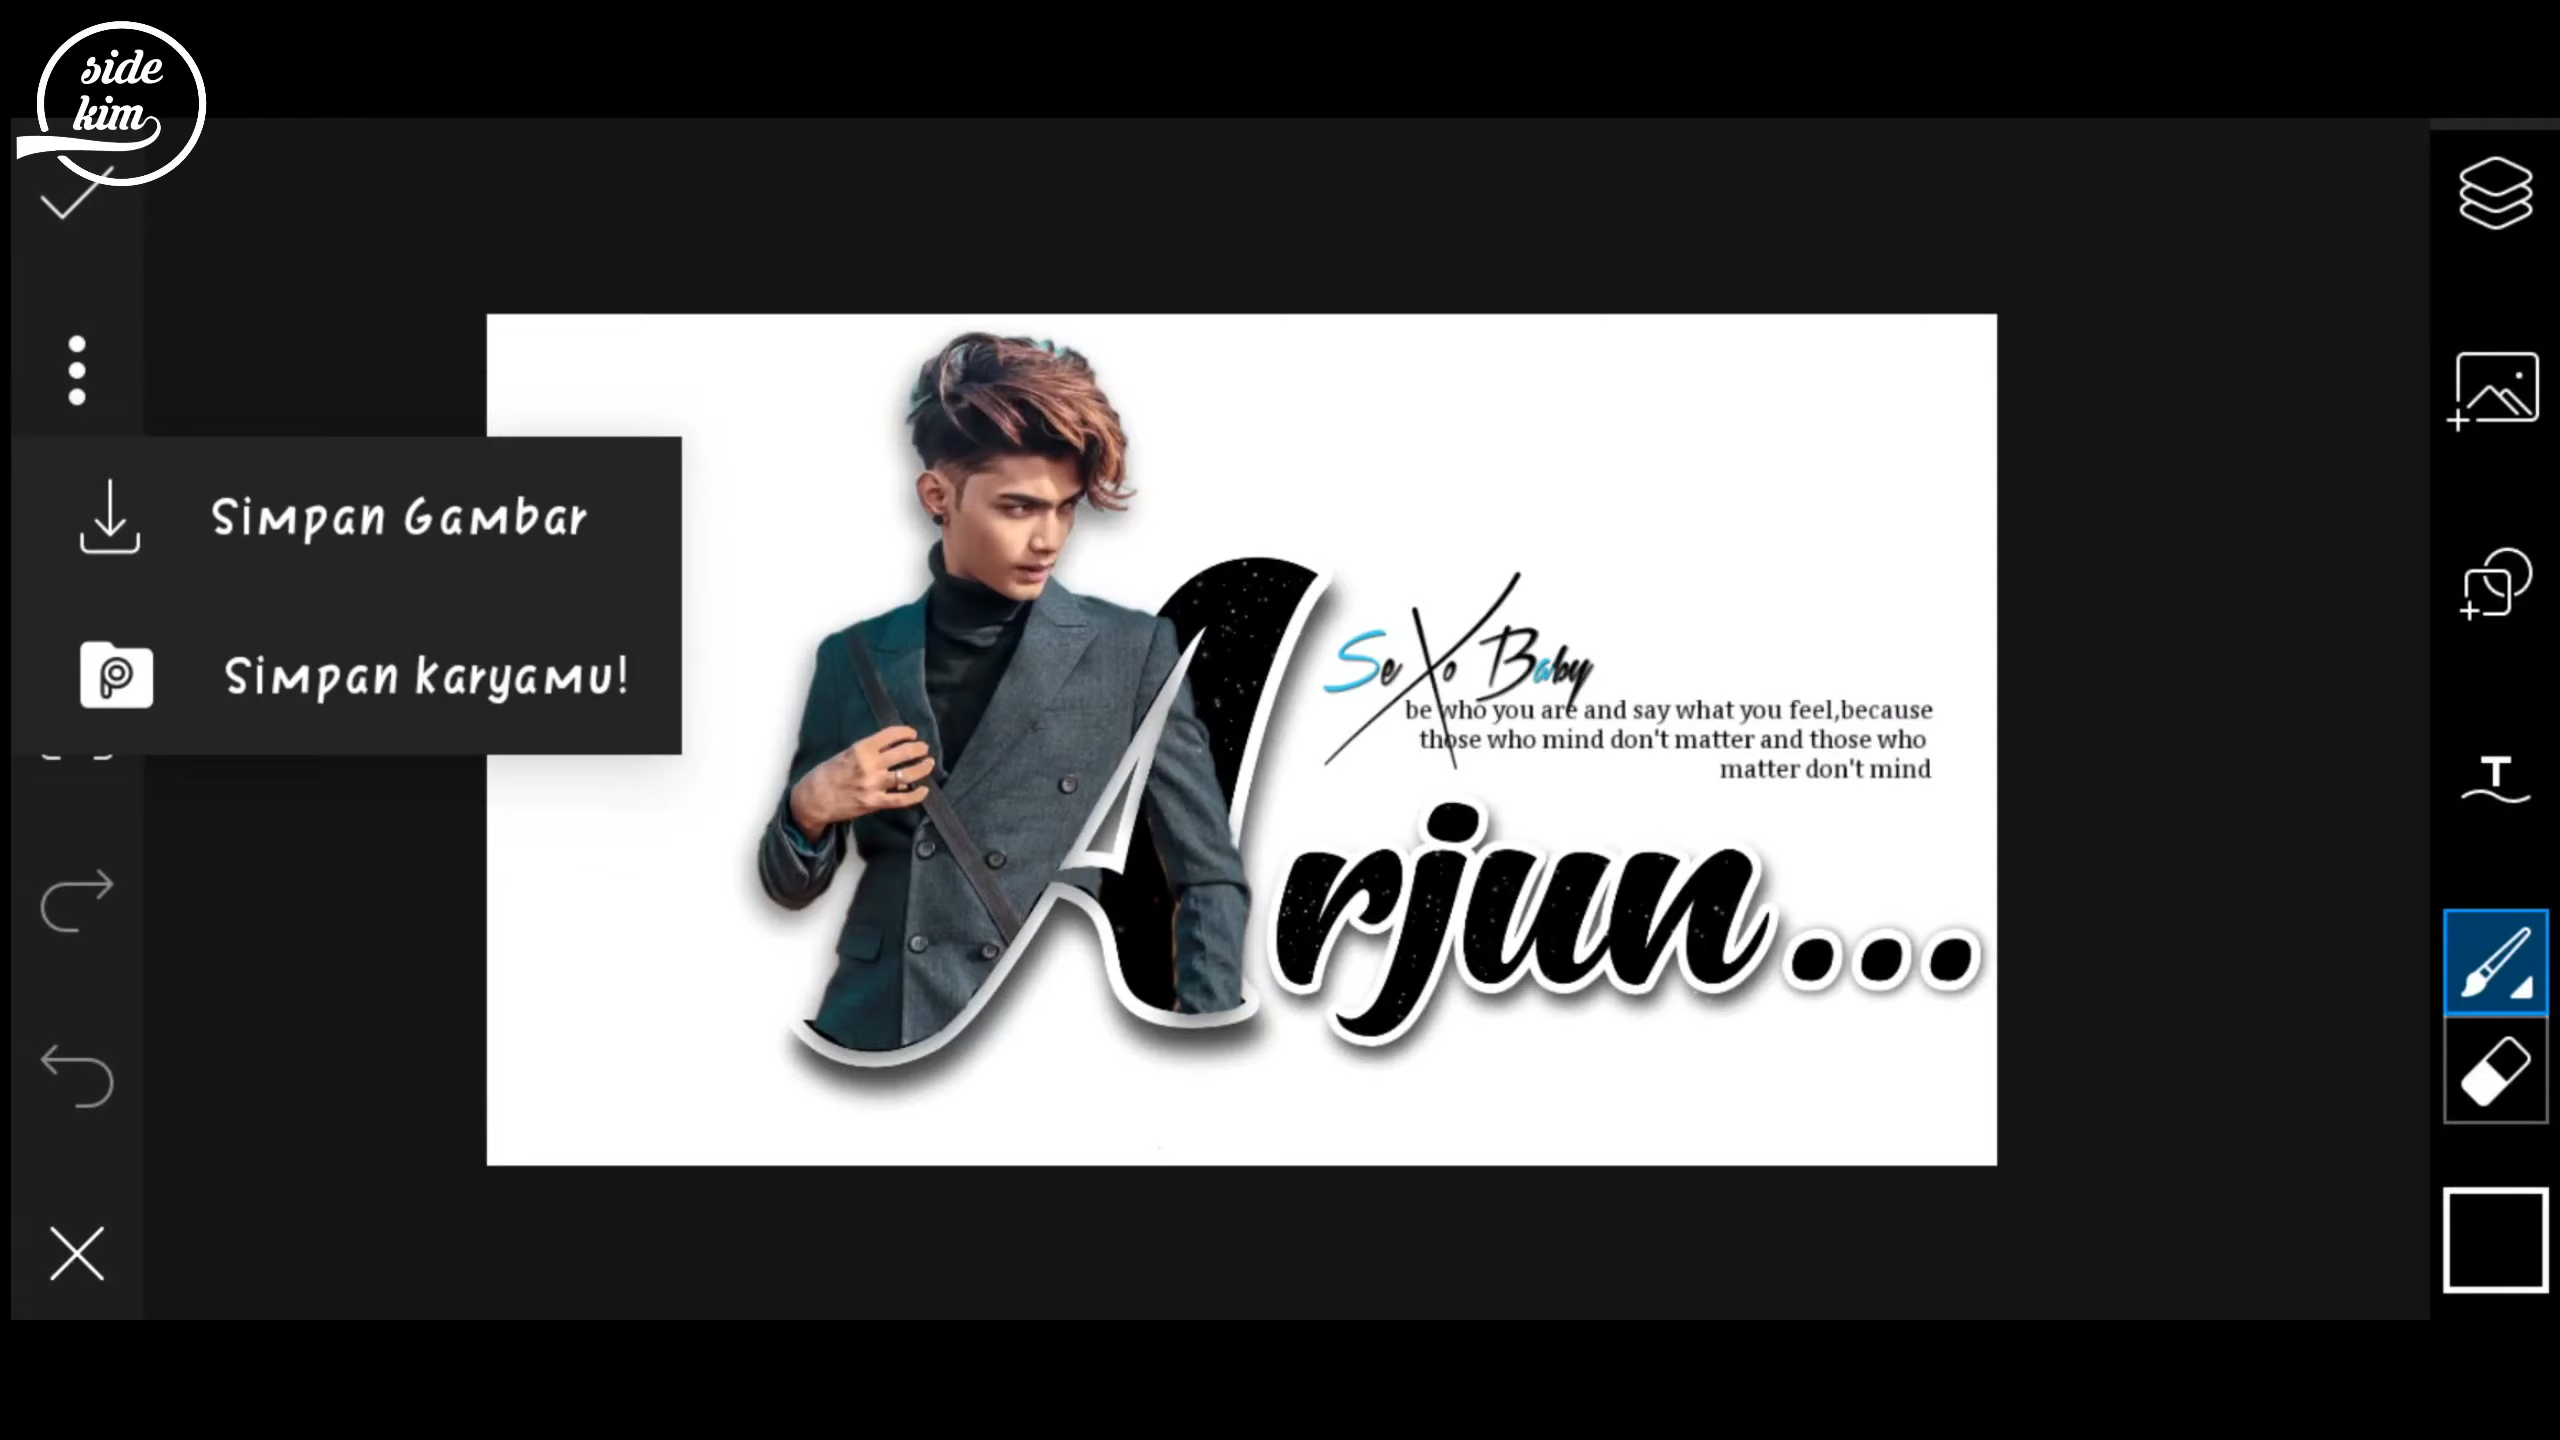 side
kim
Simpan Gambar
Simpan karyamu!
SeXo Baby
be who you are and say what you feel,because
those who mind don't matter and those who
matter don't mind
Arjun...
T